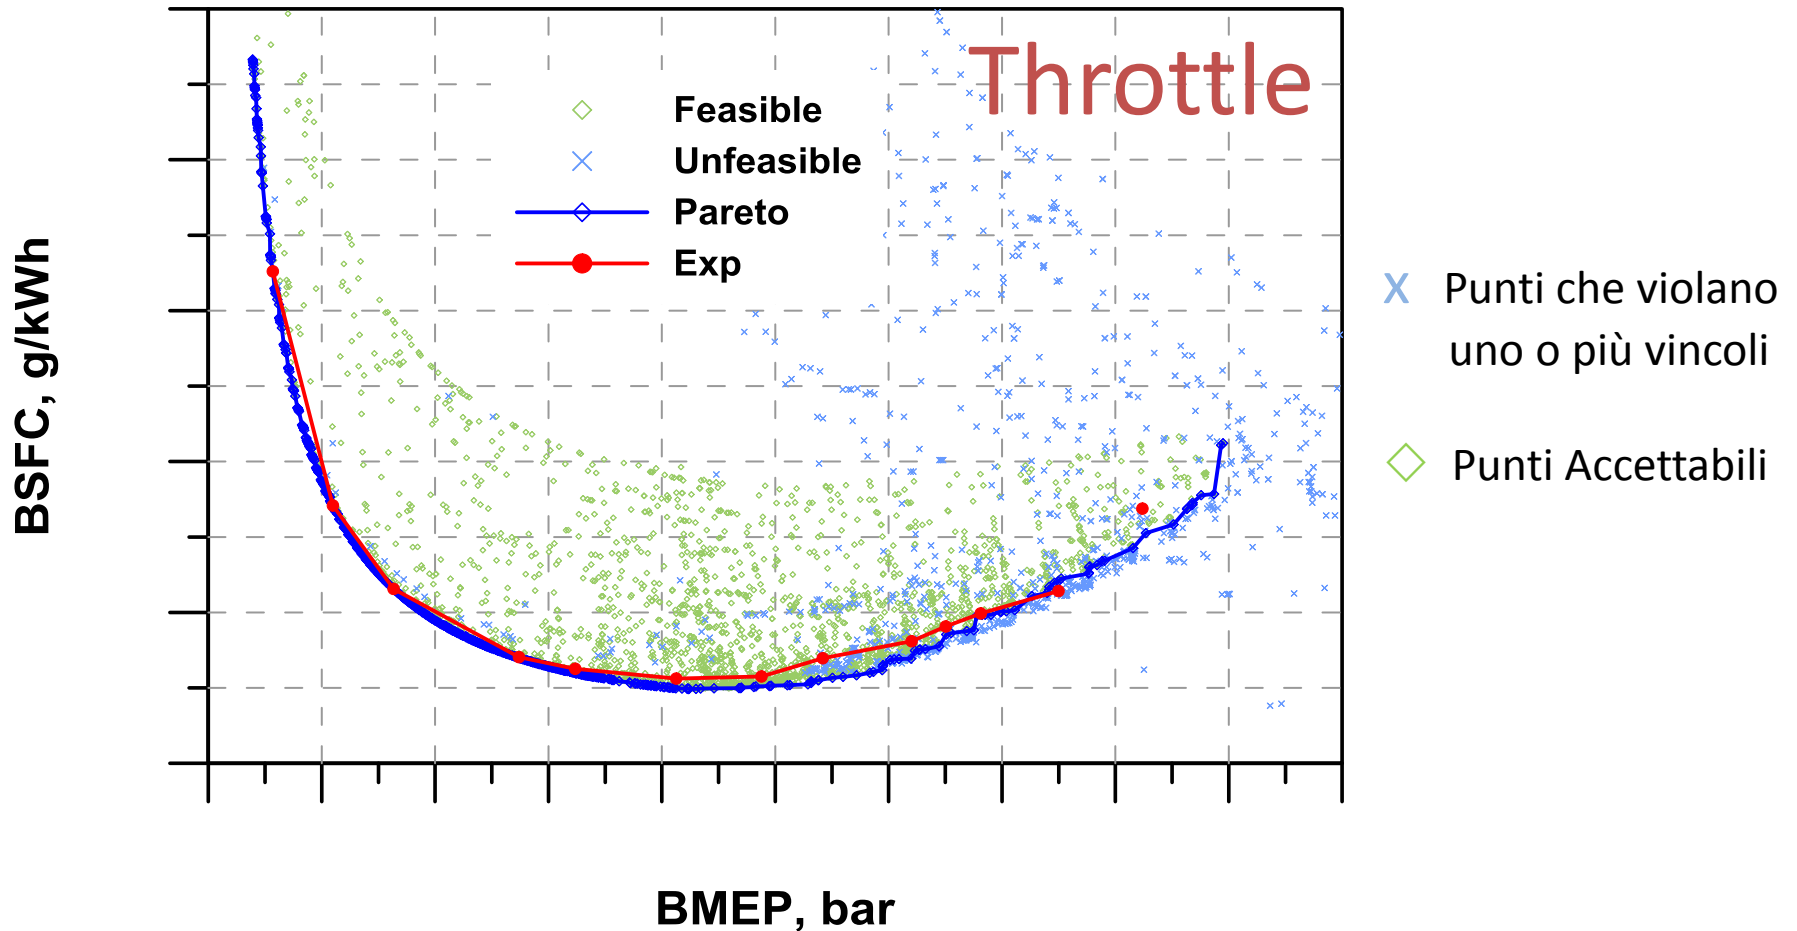 Throttle
Feasible
Unfeasible
Pareto
Exp
BSFC, g/kWh
BMEP, bar
X Punti che violano
uno o più vincoli
Punti Accettabili